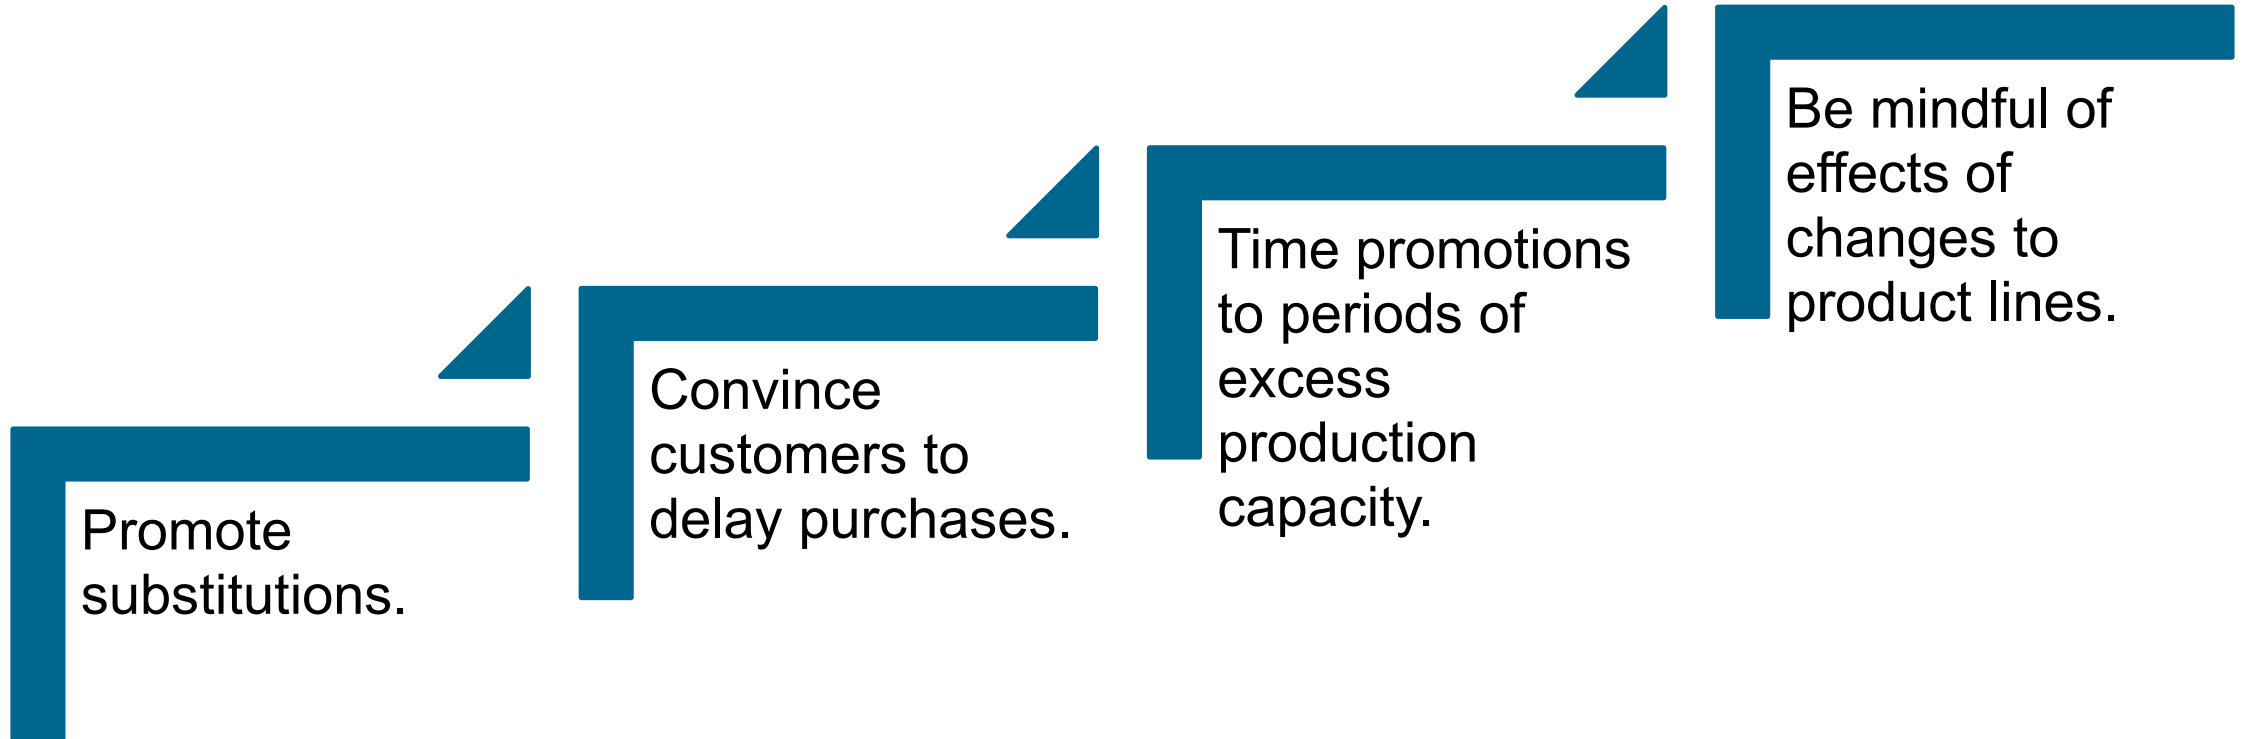 Promote
substitutions.
Convince
customers to
delay purchases.
Time promotions
to periods of
excess
production
capacity.
Be mindful of
effects of
changes to
product lines.